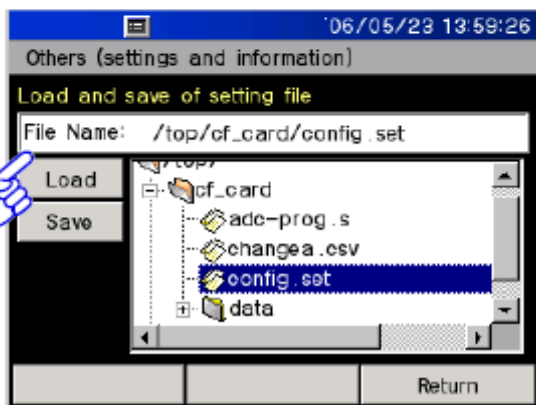 '06/05/23 13:59:26
Others (settings and information)
Load and save of setting file
File Name: /top/cf_card/config.set
/top/
Load
cf_card
adc-prog.s
Save
changea.csv
config.set
data
Return